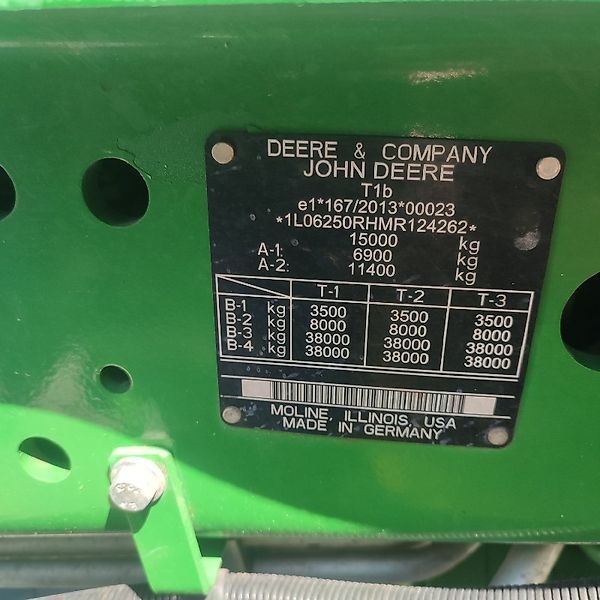 DEERE & COMPANY
JOHN DEERE
T1b
e1*167/2013*00023
*1L06250RHMR124262*
15000 kg
A-1: 6900 kg
A-2: 11400 kg
T-1 T-2 T-3
B-1 kg 3500 3500 3500
B-2 kg 8000 8000 8000
B-3 kg 38000 38000 38000
B-4 kg 38000 38000 38000
MOLINE, ILLINOIS, USA
MADE IN GERMANY